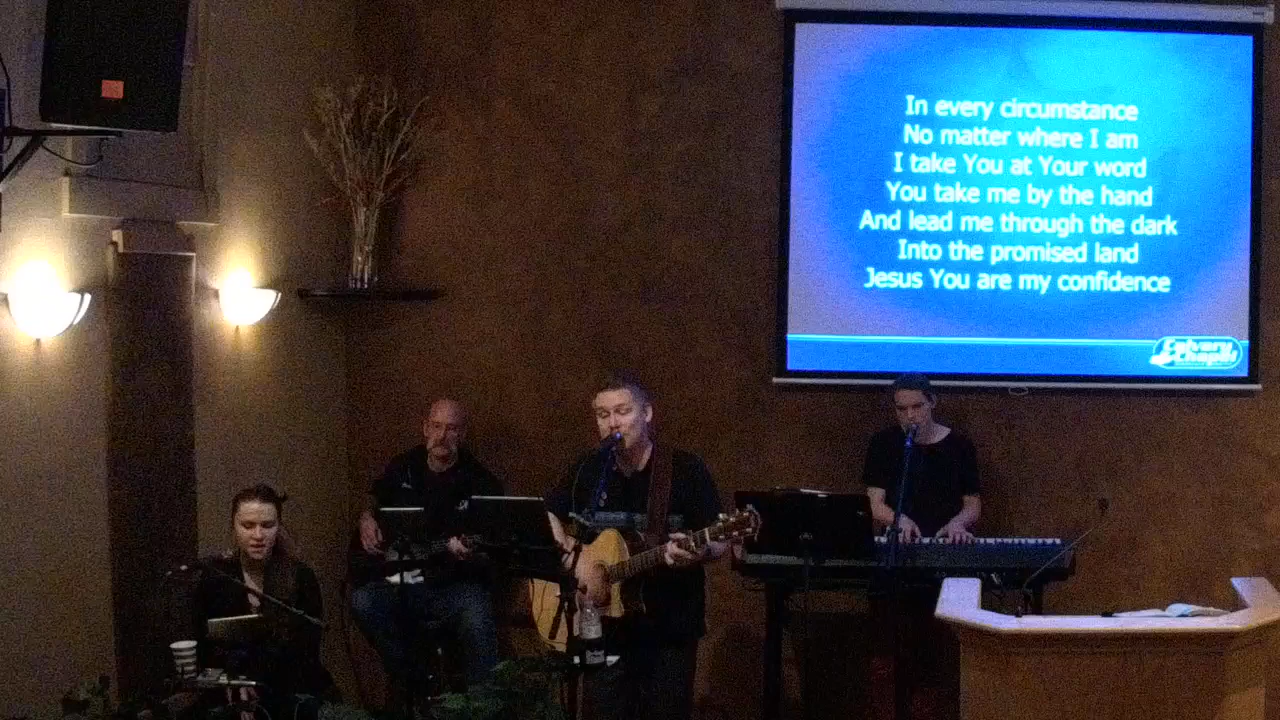 In every circumstance
No matter where I am
I take You at Your word
You take me by the hand
And lead me through the dark
Into the promised land
Jesus You are my confidence
Calvary
Chapel